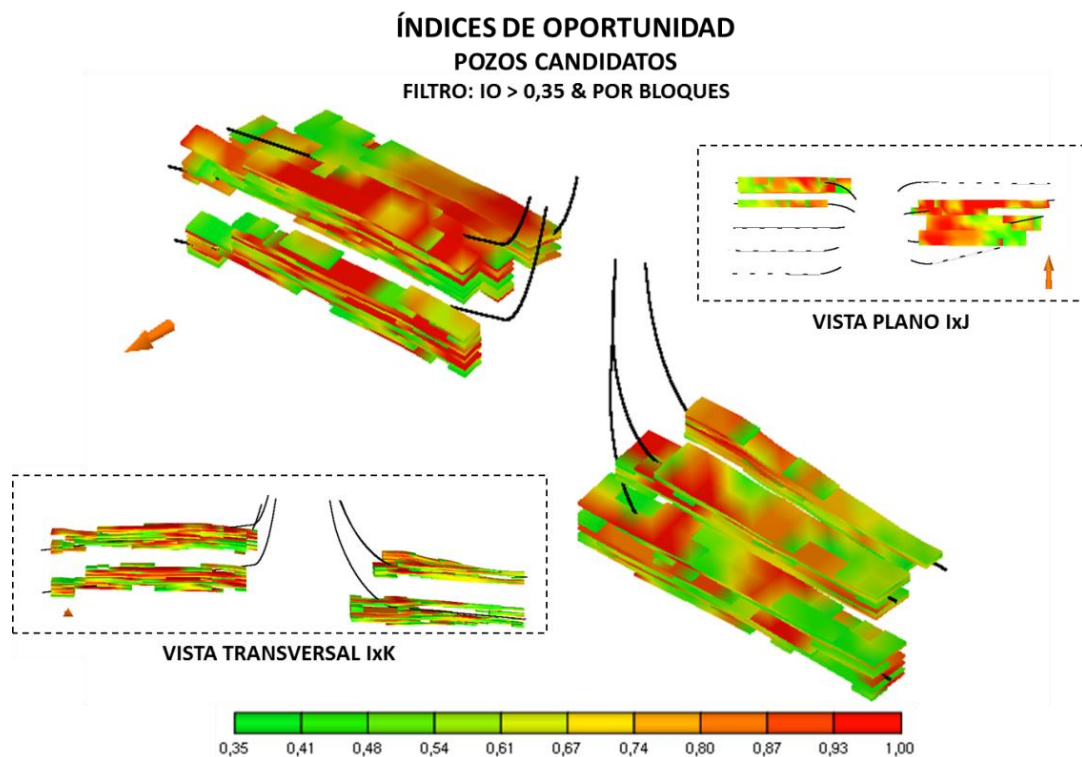 ÍNDICES DE OPORTUNIDAD
POZOS CANDIDATOS
FILTRO: IO > 0,35 & POR BLOQUES
VISTA PLANO IxJ
VISTA TRANSVERSAL IxK
0,35 0,41 0,48 0,54 0,61 0,67 0,74 0,80 0,87 0,93 1,00